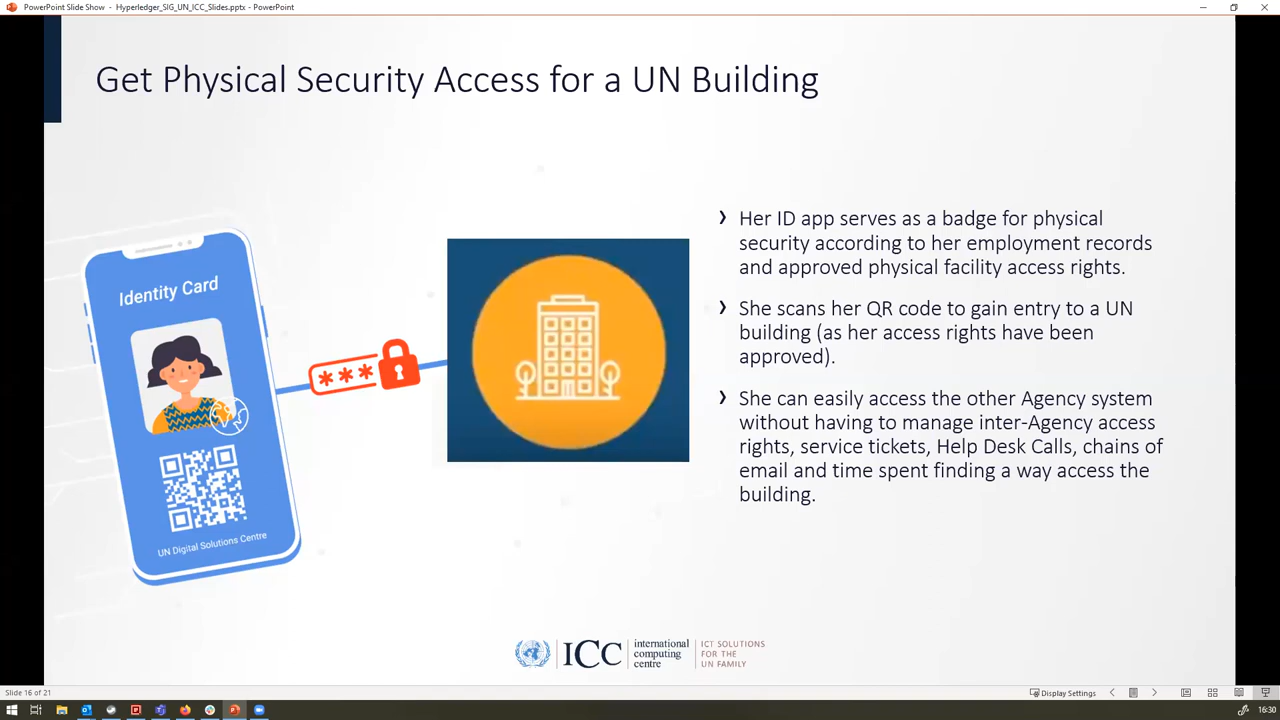 PowerPoint Slide Show - Hyperledger_SIG_UN_ICC_Slides.pptx - PowerPoint
Get Physical Security Access for a UN Building
Identity Card
UN Digital Solutions Centre
***
❯ Her ID app serves as a badge for physical
security according to her employment records
and approved physical facility access rights.
❯ She scans her QR code to gain entry to a UN
building (as her access rights have been
approved).
❯ She can easily access the other Agency system
without having to manage inter-Agency access
rights, service tickets, Help Desk Calls, chains of
email and time spent finding a way access the
building.
ICC
international
computing
centre
ICT SOLUTIONS
FOR THE
UN FAMILY
Slide 16 of 21
Display Settings
16:30